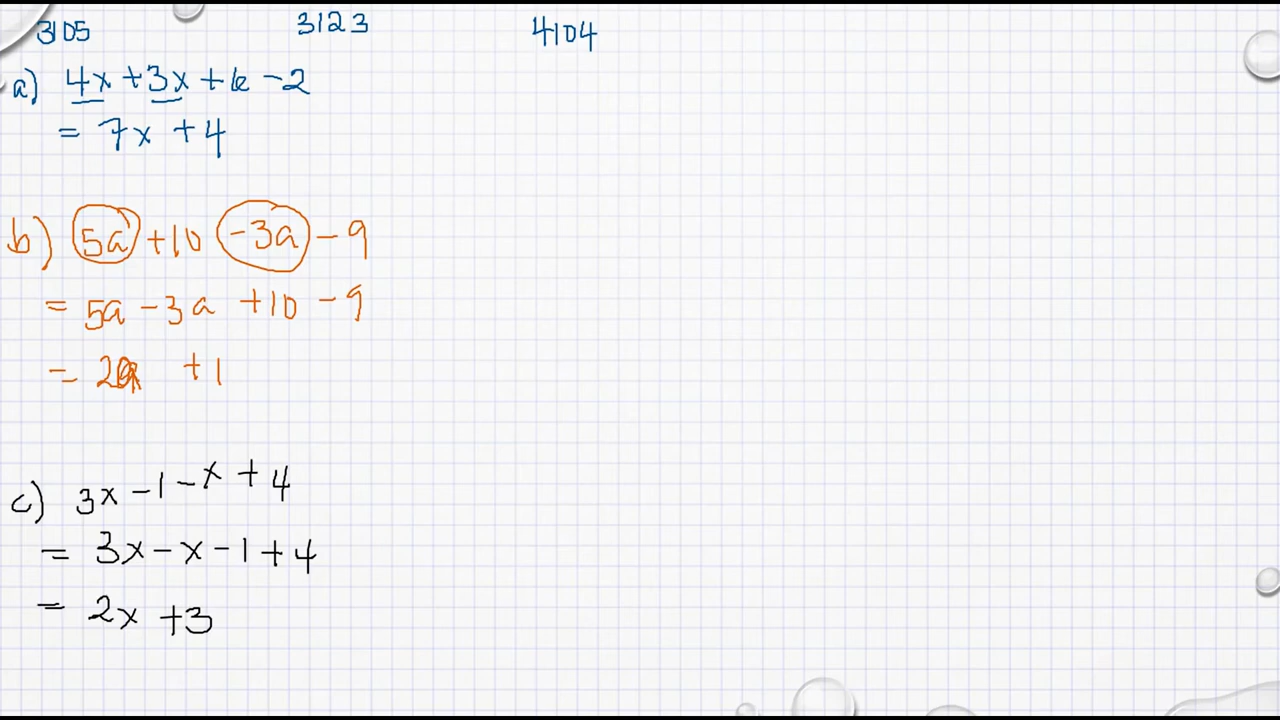 3105 3123 4104
a) 4x +3x +6 -2
= 7x +4
b) 5a +10 -3a - 9
= 5a - 3a +10 - 9
= 2a +1
c) 3x - 1 - x + 4
= 3x - x - 1 + 4
= 2x +3